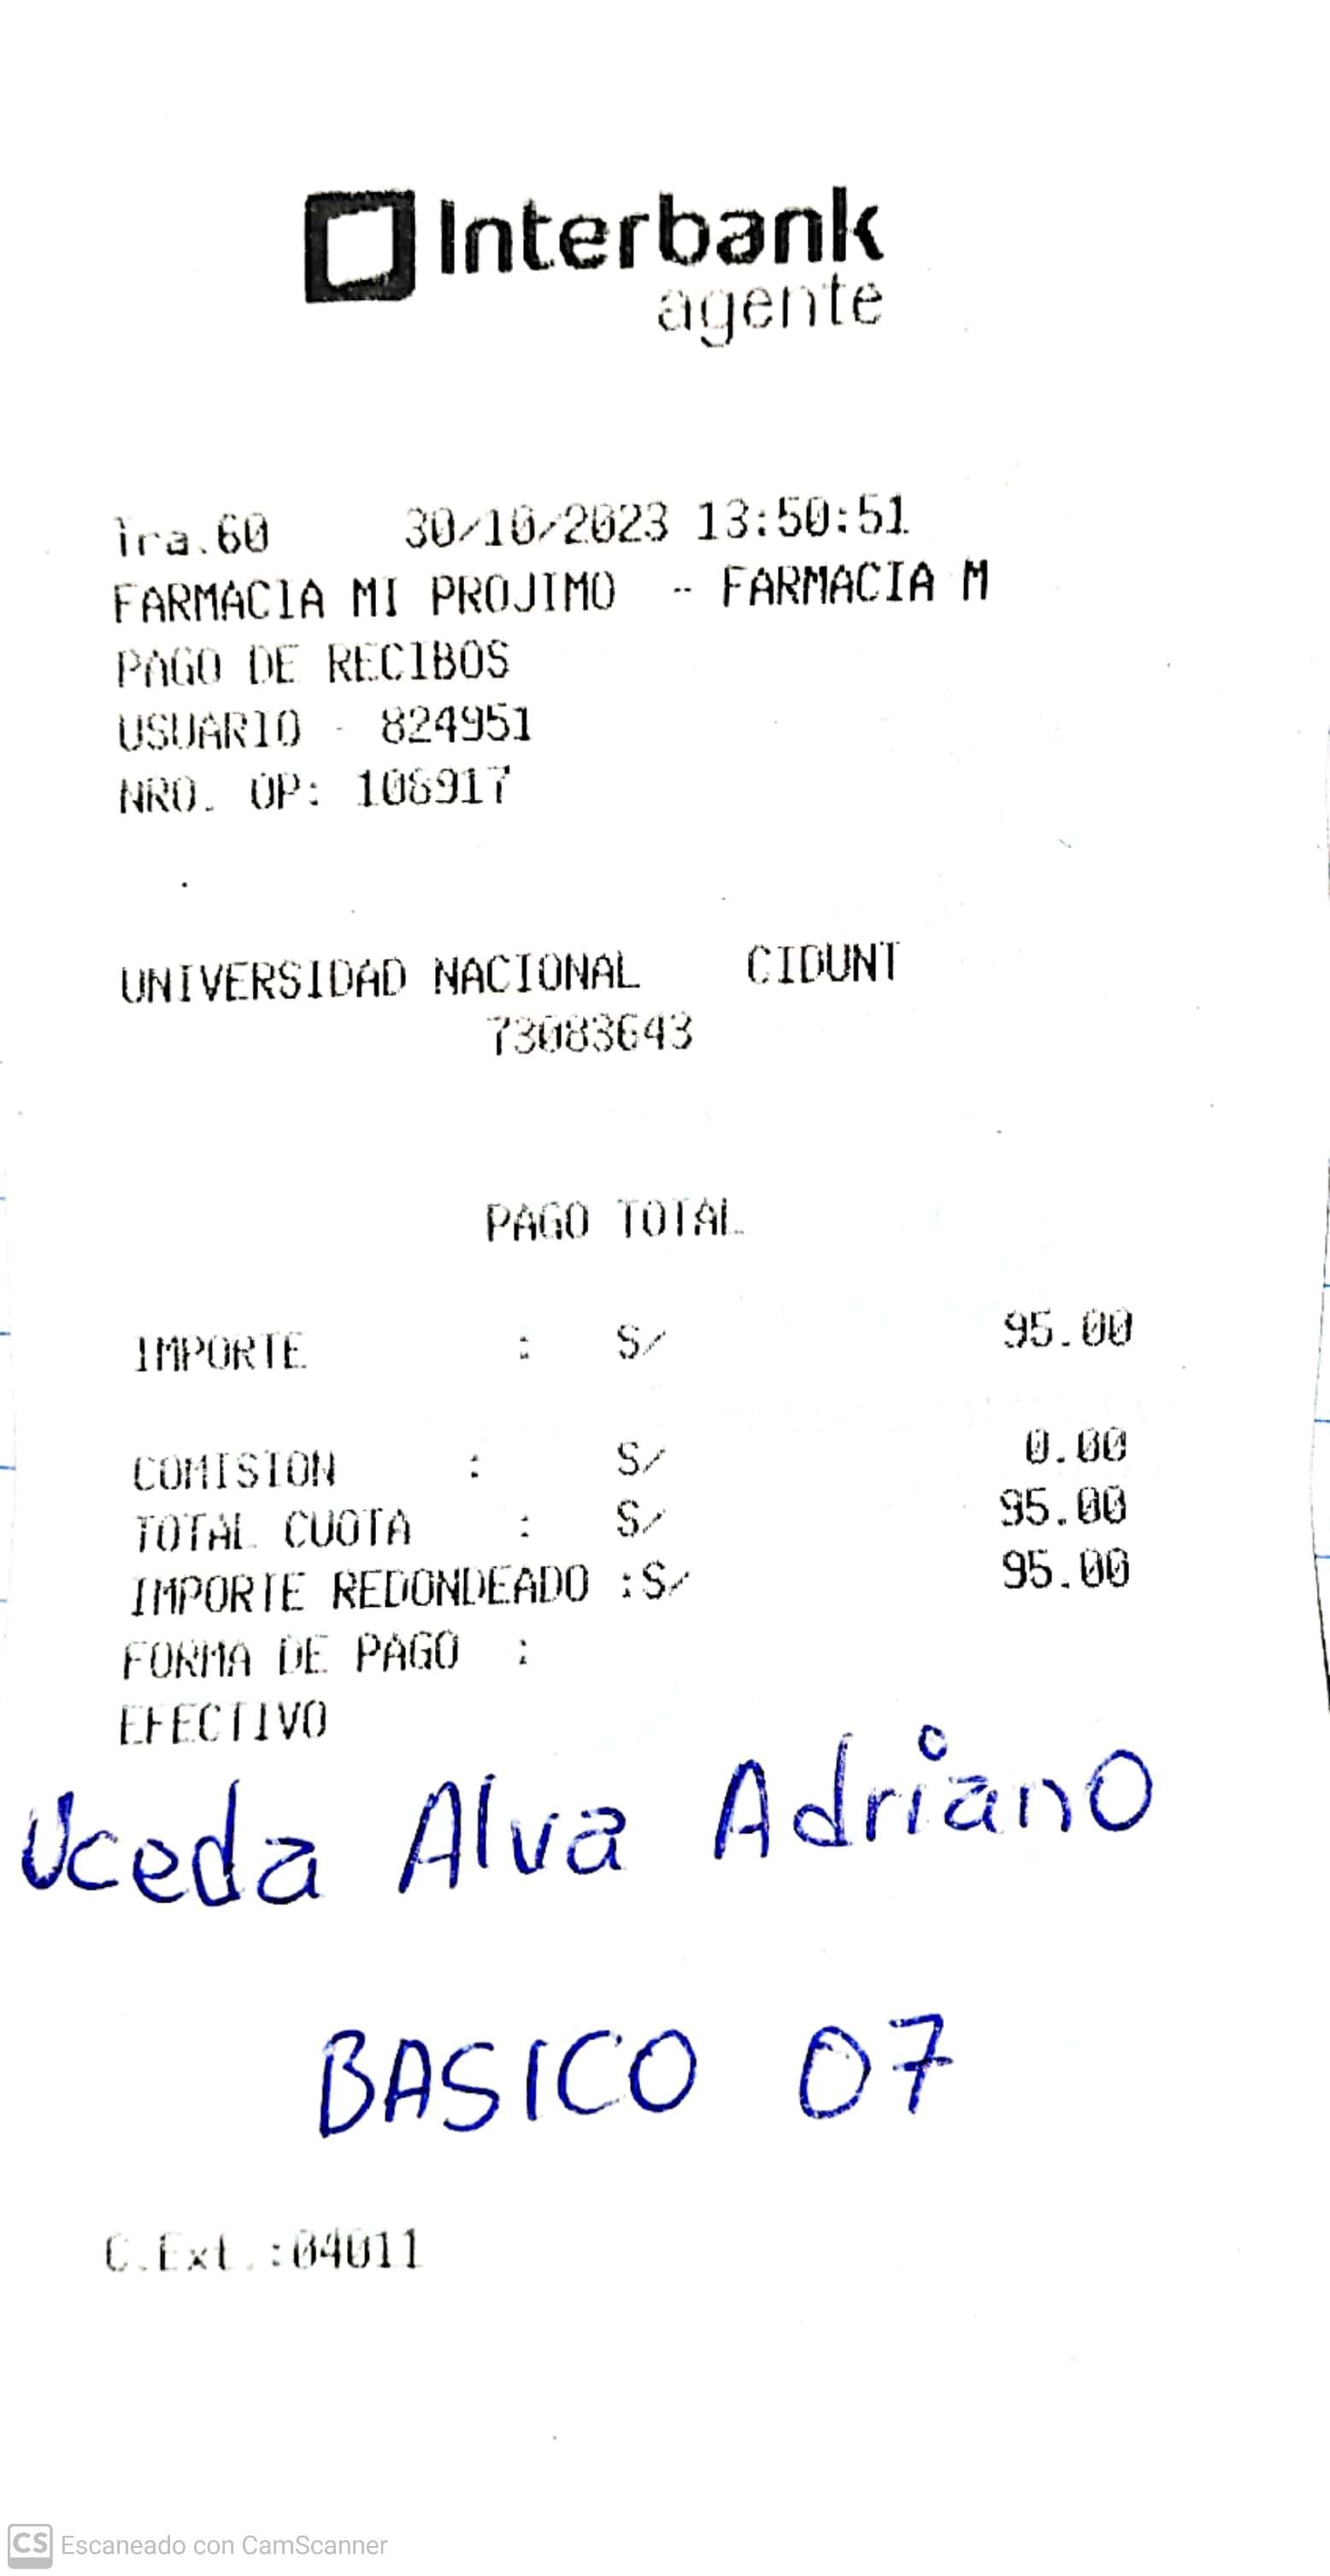 Interbank
agente
Tra.60 30/10/2023 13:50:51
FARMACIA MI PROJIMO - FARMACIA M
PAGO DE RECIBOS
USUARIO - 824951
NRO. OP: 106917
UNIVERSIDAD NACIONAL CIDUNT
73083643
PAGO TOTAL
IMPORTE : S/ 95.00
COMISION : S/ 0.00
TOTAL CUOTA : S/ 95.00
IMPORTE REDONDEADO :S/ 95.00
FORMA DE PAGO :
EFECTIVO
Uceda Alva Adriano
BASICO 07
C.Ext.:04011
CS Escaneado con CamScanner